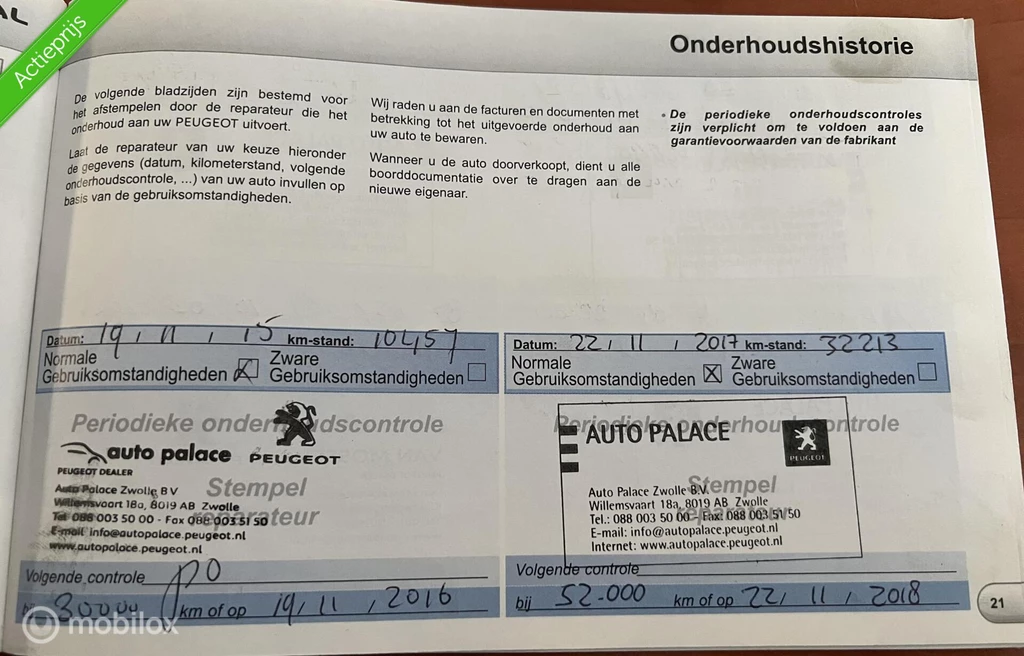 AL
Actieprijs
Onderhoudshistorie
De volgende bladzijden zijn bestemd voor
het afstempelen door de reparateur die het
onderhoud aan uw PEUGEOT uitvoert.
Laat de reparateur van uw keuze hieronder
de gegevens (datum, kilometerstand, volgende
onderhoudscontrole, ...) van uw auto invullen op
basis van de gebruiksomstandigheden.
Wij raden u aan de facturen en documenten met
betrekking tot het uitgevoerde onderhoud aan
uw auto te bewaren.
Wanneer u de auto doorverkoopt, dient u alle
boorddocumentatie over te dragen aan de
nieuwe eigenaar.
• De periodieke onderhoudscontroles
zijn verplicht om te voldoen aan de
garantievoorwaarden van de fabrikant
Datum: 19, 11, 15 km-stand: 10457
Normale Zware
Gebruiksomstandigheden X Gebruiksomstandigheden
Periodieke onderhoudscontrole
auto palace PEUGEOT
PEUGEOT DEALER
Stempel
Auto Palace Zwolle BV
Willemsvaart 18a, 8019 AB Zwolle
reparateur
Tel 088 003 50 00 - Fax 088 003 51 50
E-mail info@autopalace.peugeot.nl
www.autopalace.peugeot.nl
Volgende controle
30000 km of op 19, 11, 2016
Datum: 22, 11, 2017 km-stand: 32213
Normale Zware
Gebruiksomstandigheden X Gebruiksomstandigheden
Periodieke onderhoudscontrole
AUTO PALACE
PEUGEOT
Stempel
Auto Palace Zwolle B.V.
Willemsvaart 18a, 8019 AB Zwolle
reparateur
Tel.: 088 003 50 00 - Fax: 088 003 51 50
E-mail: info@autopalace.peugeot.nl
Internet: www.autopalace.peugeot.nl
Volgende controle
bij 52.000 km of op 22, 11, 2018
21
mobilox